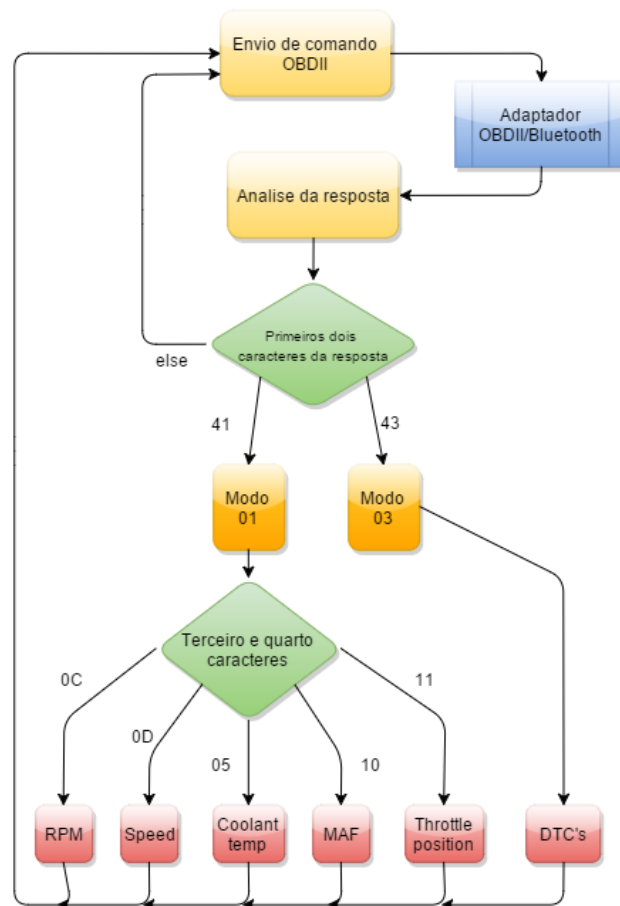 Envio de comando
OBDII
Adaptador
OBDII/Bluetooth
Analise da resposta
Primeiros dois
caracteres da resposta
else
41
43
Modo
01
Modo
03
Terceiro e quarto
caracteres
0C
0D
05
10
11
RPM
Speed
Coolant
temp
MAF
Throttle
position
DTC's